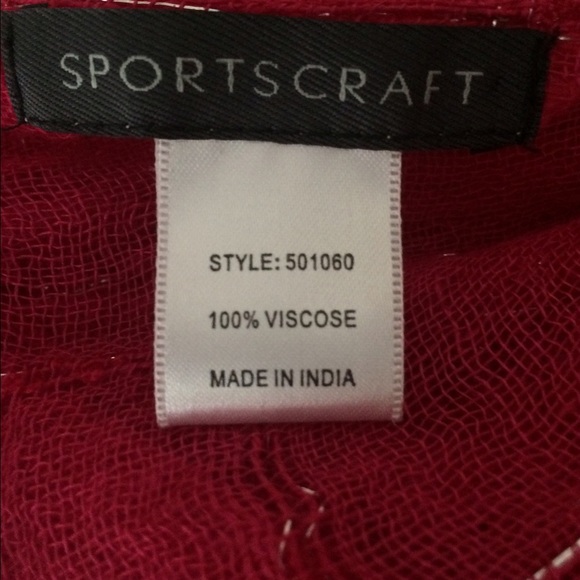 SPORTSCRAFT
STYLE: 501060
100% VISCOSE
MADE IN INDIA